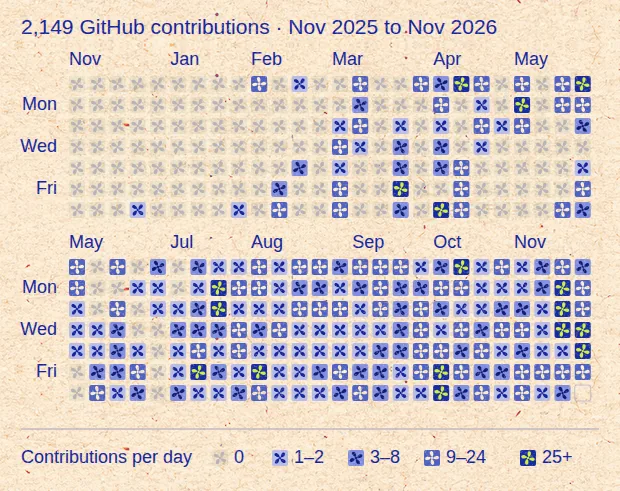 2,149 GitHub contributions · Nov 2025 to Nov 2026
Nov Jan Feb Mar Apr May
Mon
Wed
Fri
May Jul Aug Sep Oct Nov
Mon
Wed
Fri
Contributions per day 0 1–2 3–8 9–24 25+